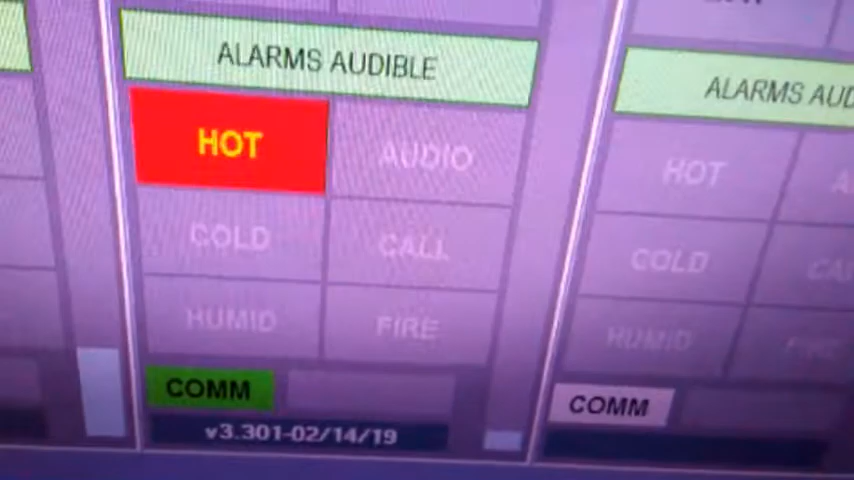 ALARMS AUDIBLE
HOT AUDIO
COLD CALL
HUMID FIRE
COMM
v3.301-02/14/19
ALARMS AUD
HOT
COLD
HUMID FIRE
COMM